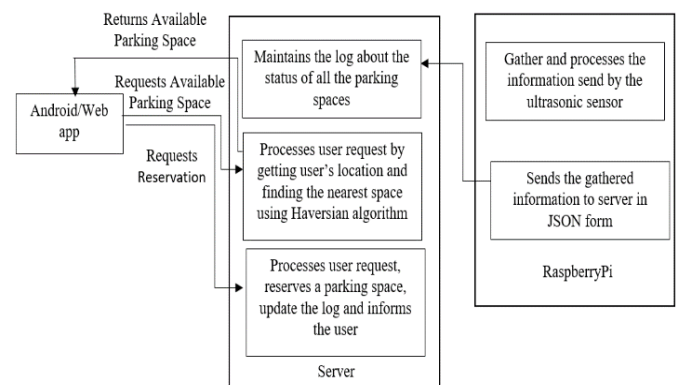 Returns Available
Parking Space
Requests Available
Parking Space
Android/Web
app
Requests
Reservation
Maintains the log about the
status of all the parking
spaces
Processes user request by
getting user's location and
finding the nearest space
using Haversian algorithm
Processes user request,
reserves a parking space,
update the log and informs
the user
Server
Gather and processes the
information send by the
ultrasonic sensor
Sends the gathered
information to server in
JSON form
RaspberryPi